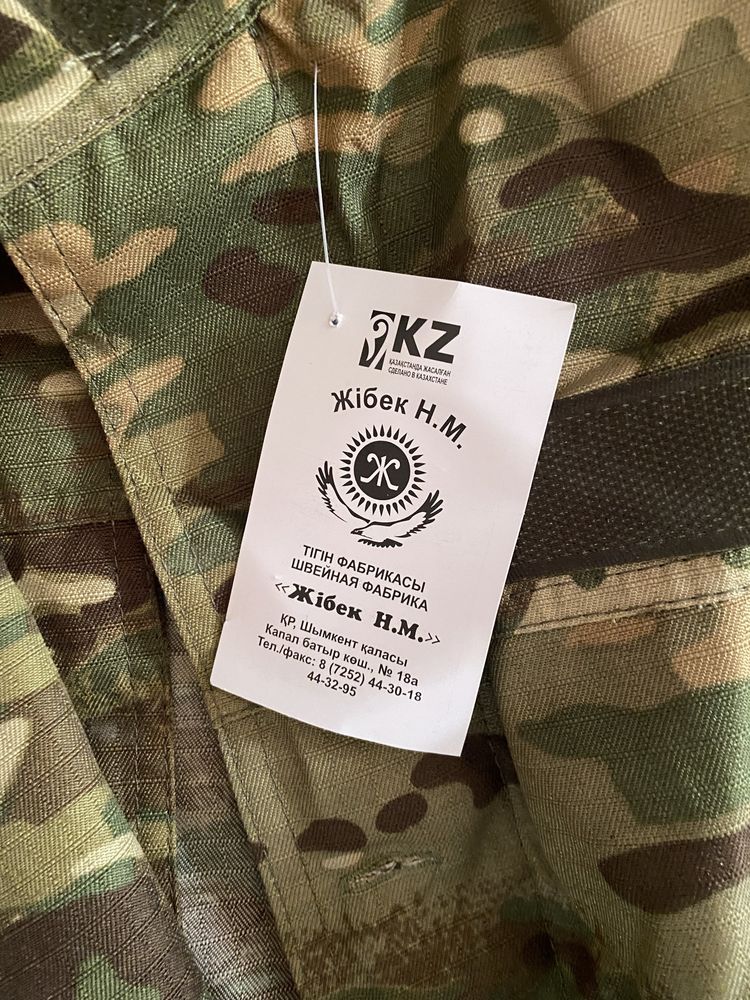 KZ
ҚАЗАҚСТАНДА ЖАСАЛҒАН
СДЕЛАНО В КАЗАХСТАНЕ
Жібек Н.М.
Ж
ТІГІН ФАБРИКАСЫ
ШВЕЙНАЯ ФАБРИКА
«Жібек Н.М.»
ҚР, Шымкент қаласы
Капал батыр көш., № 18а
Тел./факс: 8 (7252) 44-30-18
44-32-95